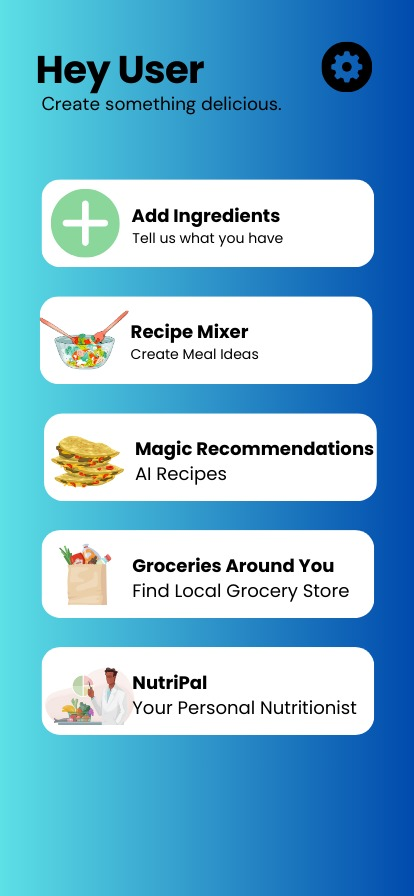 Hey User
Create something delicious.
Add Ingredients
Tell us what you have
Recipe Mixer
Create Meal Ideas
Magic Recommendations
AI Recipes
Groceries Around You
Find Local Grocery Store
NutriPal
Your Personal Nutritionist